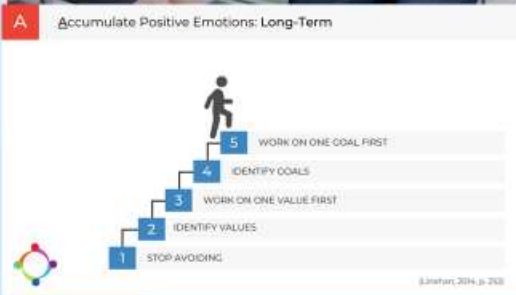 A
Accumulate Positive Emotions: Long-Term
5 WORK ON ONE GOAL FIRST
4 IDENTIFY GOALS
3 WORK ON ONE VALUE FIRST
2 IDENTIFY VALUES
1 STOP AVOIDING
(Linehan, 2014, p.